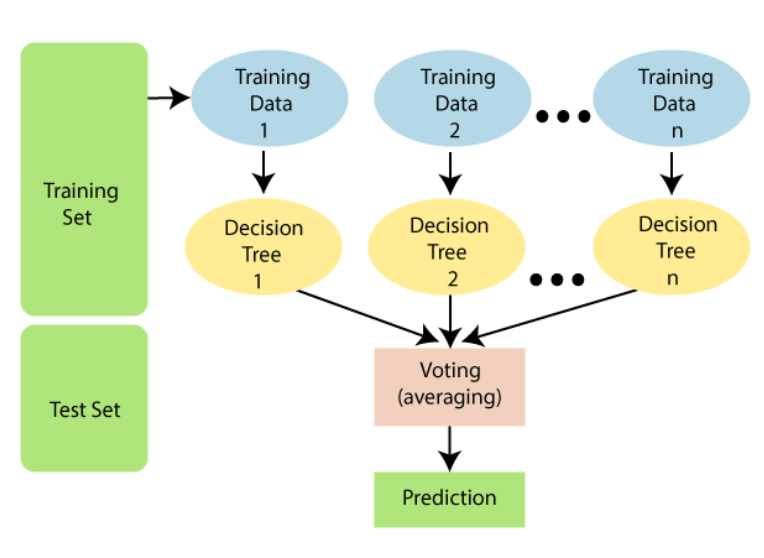 Training
Set
Test Set
Training
Data
1
Training
Data
2
Training
Data
n
Decision
Tree
1
Decision
Tree
2
Decision
Tree
n
Voting
(averaging)
Prediction